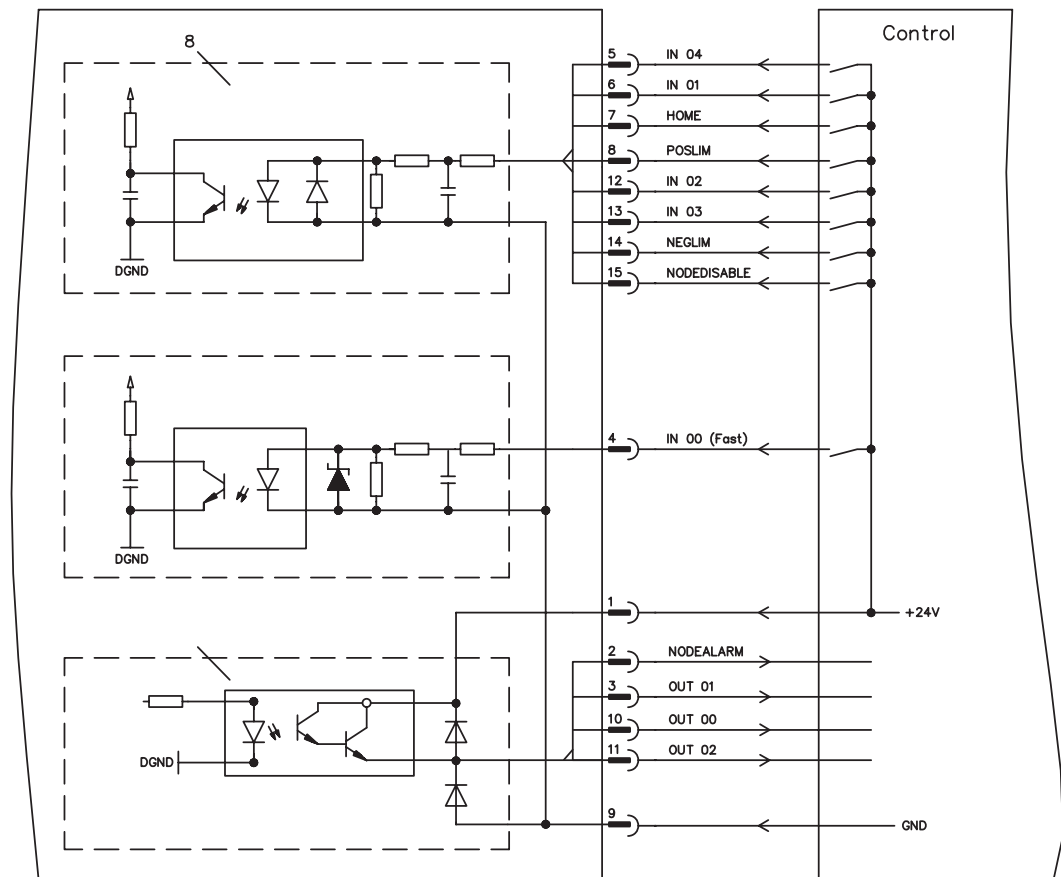 8
Control
5 IN 04
6 IN 01
7 HOME
8 POSLIM
12 IN 02
13 IN 03
14 NEGLIM
15 NODEDISABLE
DGND
4 IN 00 (Fast)
DGND
1 +24V
2 NODEALARM
3 OUT 01
10 OUT 00
11 OUT 02
DGND
9 GND